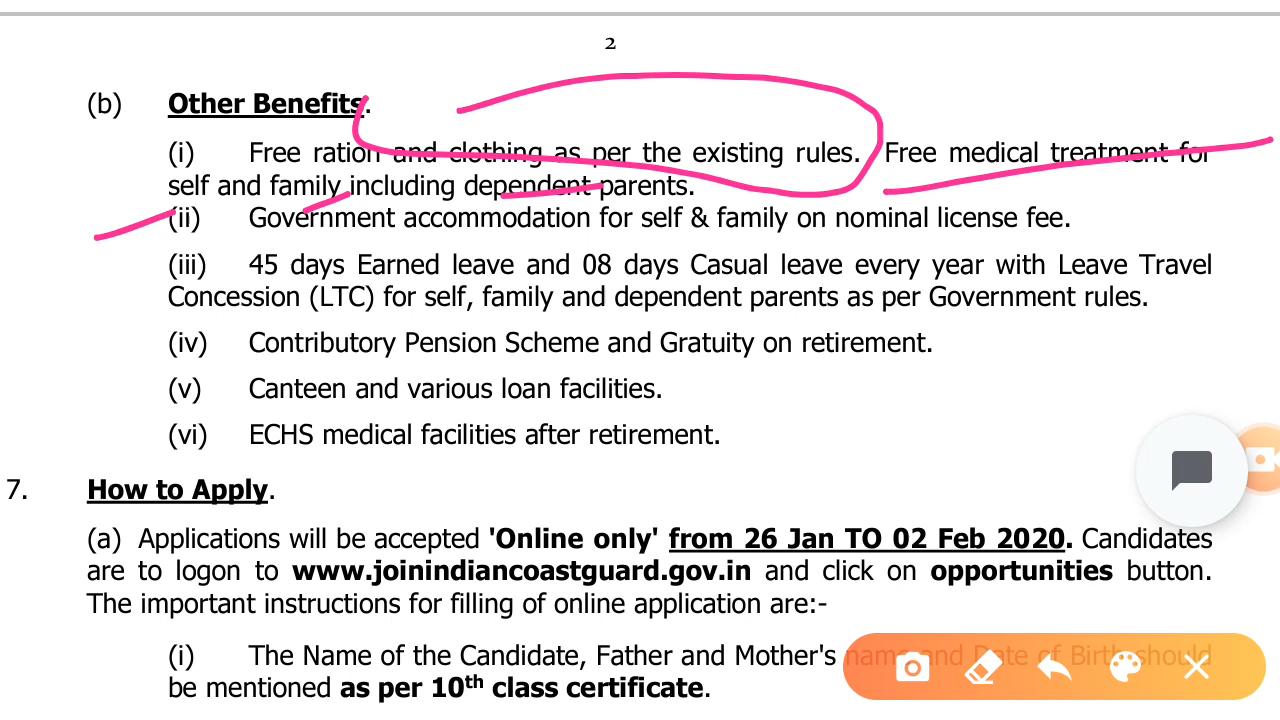 2
(b) Other Benefits.
(i) Free ration and clothing as per the existing rules. Free medical treatment for
self and family including dependent parents.
(ii) Government accommodation for self & family on nominal license fee.
(iii) 45 days Earned leave and 08 days Casual leave every year with Leave Travel
Concession (LTC) for self, family and dependent parents as per Government rules.
(iv) Contributory Pension Scheme and Gratuity on retirement.
(v) Canteen and various loan facilities.
(vi) ECHS medical facilities after retirement.
7. How to Apply.
(a) Applications will be accepted 'Online only' from 26 Jan TO 02 Feb 2020. Candidates
are to logon to www.joinindiancoastguard.gov.in and click on opportunities button.
The important instructions for filling of online application are:-
(i) The Name of the Candidate, Father and Mother's name and Date of Birth should
be mentioned as per 10th class certificate.